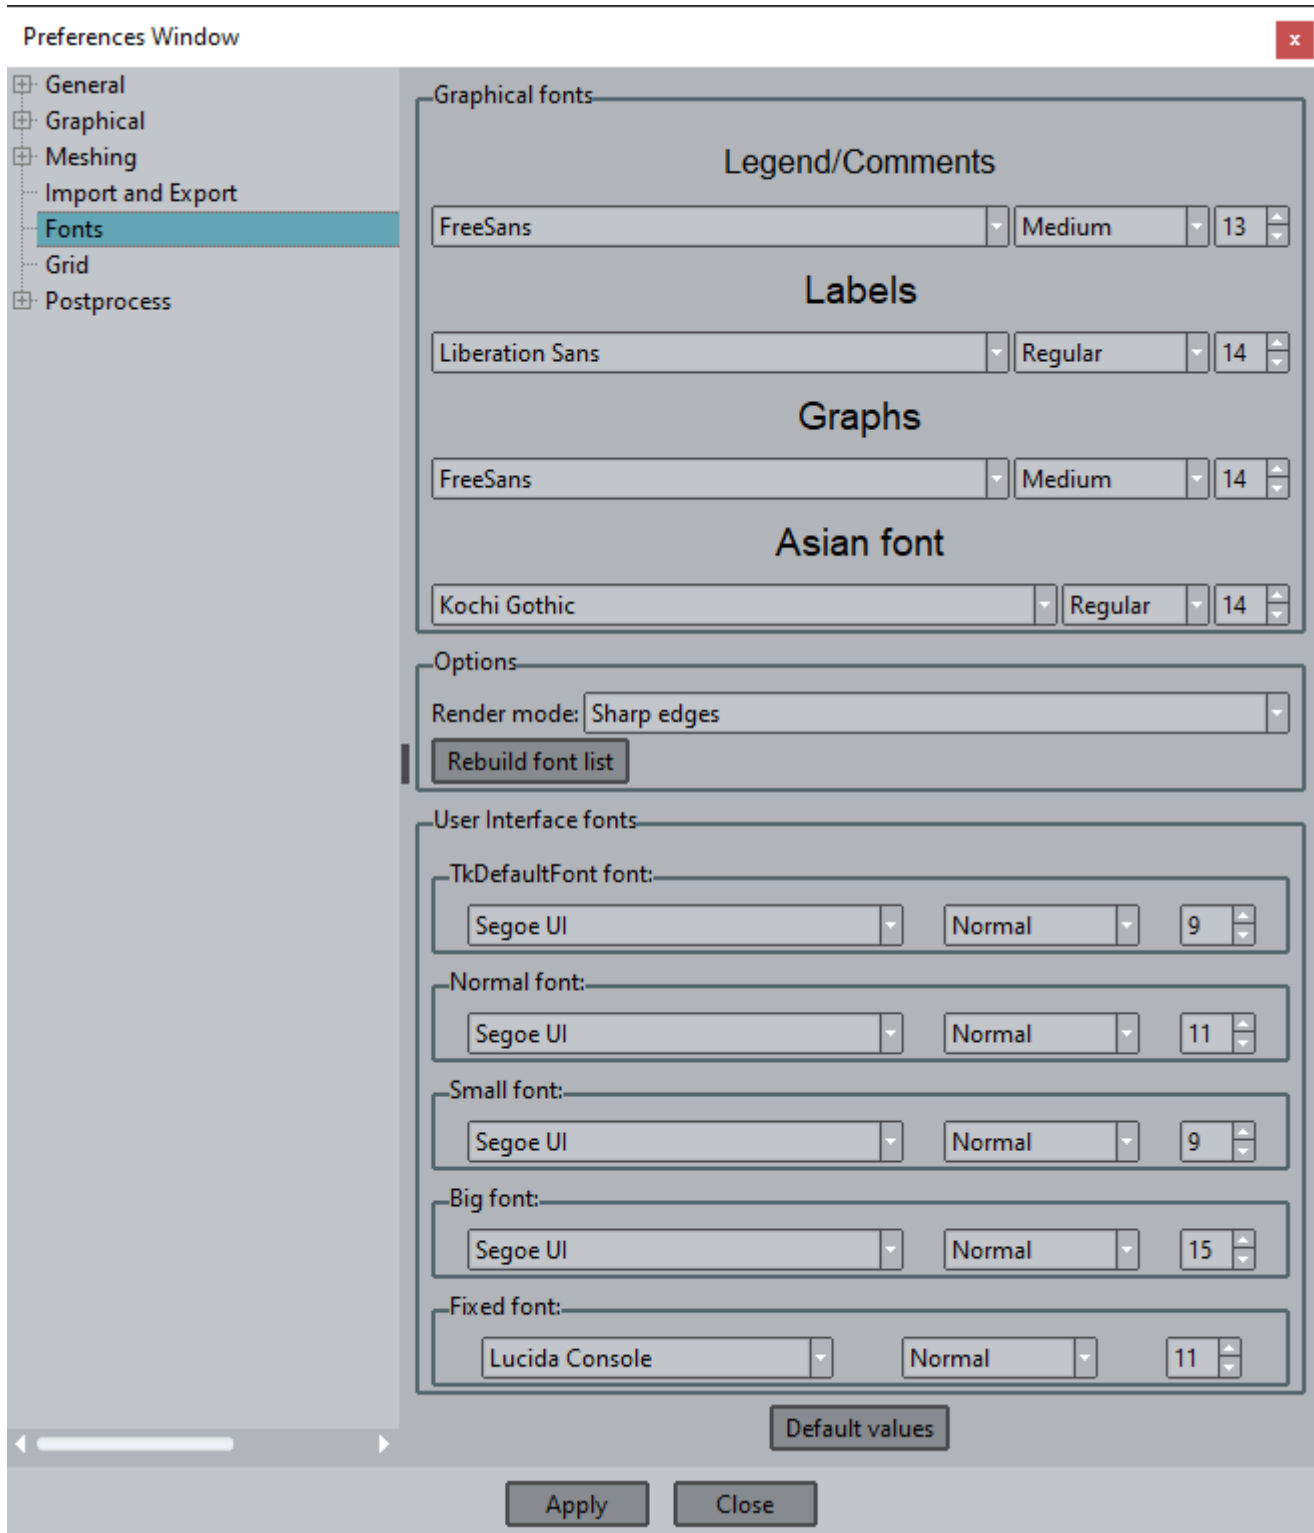 Preferences Window
x
General
Graphical
Meshing
Import and Export
Fonts
Grid
Postprocess
Graphical fonts
Legend/Comments
FreeSans Medium 13
Labels
Liberation Sans Regular 14
Graphs
FreeSans Medium 14
Asian font
Kochi Gothic Regular 14
Options
Render mode: Sharp edges
Rebuild font list
User Interface fonts
TkDefaultFont font:
Segoe UI Normal 9
Normal font:
Segoe UI Normal 11
Small font:
Segoe UI Normal 9
Big font:
Segoe UI Normal 15
Fixed font:
Lucida Console Normal 11
Default values
Apply Close